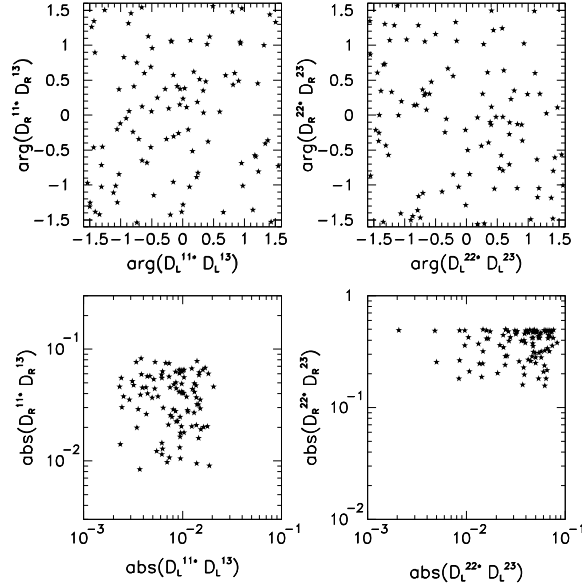 1.5
1
0.5
0
−0.5
−1
−1.5
arg(D_R^11* D_R^13)
−1.5 −1 −0.5 0 0.5 1 1.5
arg(D_L^11* D_L^13)
1.5
1
0.5
0
−0.5
−1
−1.5
arg(D_R^22* D_R^23)
−1.5 −1 −0.5 0 0.5 1 1.5
arg(D_L^22* D_L^23)
10^−1
10^−2
abs(D_R^11* D_R^13)
10^−3 10^−2 10^−1
abs(D_L^11* D_L^13)
1
10^−1
10^−2
abs(D_R^22* D_R^23)
10^−3 10^−2 10^−1
abs(D_L^22* D_L^23)